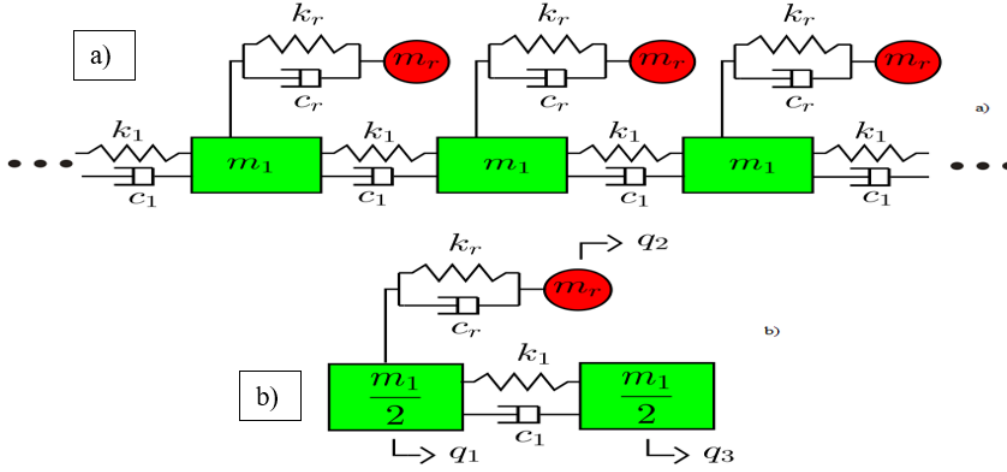 k_r k_r k_r
a)
m_r m_r m_r
c_r c_r c_r
a)
k_1 k_1 k_1 k_1
m_1 m_1 m_1
c_1 c_1 c_1 c_1
q_2
k_r
m_r
c_r
b)
k_1
b)
m_1/2 m_1/2
c_1
q_1 q_3